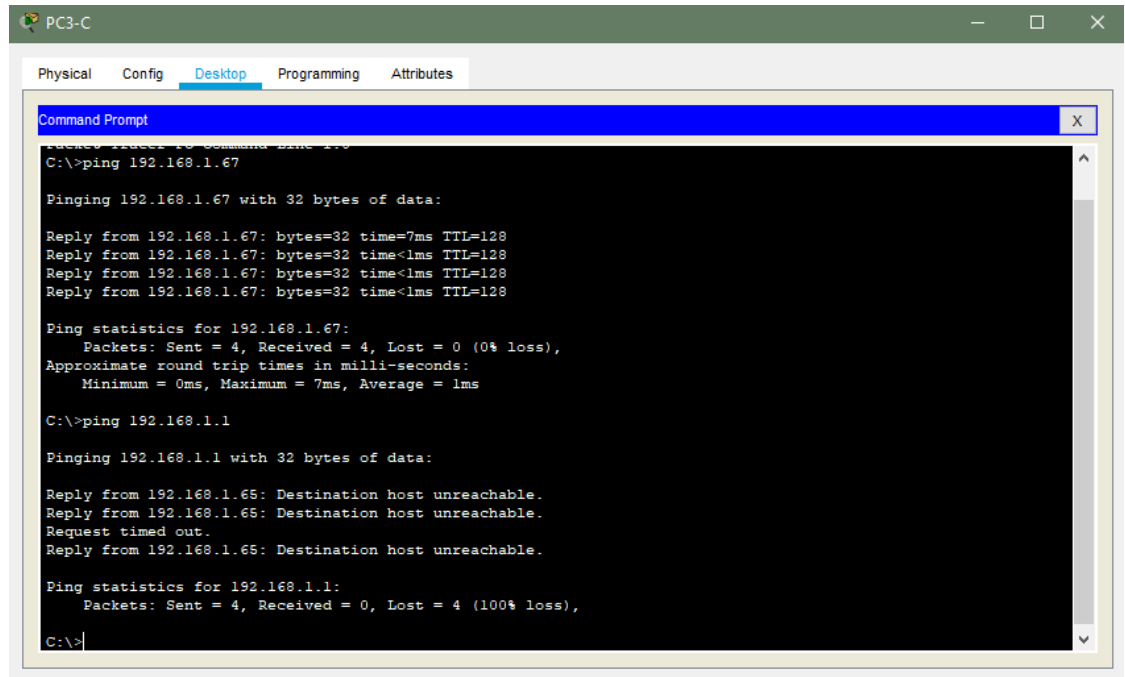 PC3-C
Physical Config Desktop Programming Attributes
Command Prompt
X
Packet Tracer PC Command Line 1.0
C:\>ping 192.168.1.67
Pinging 192.168.1.67 with 32 bytes of data:
Reply from 192.168.1.67: bytes=32 time=7ms TTL=128
Reply from 192.168.1.67: bytes=32 time<1ms TTL=128
Reply from 192.168.1.67: bytes=32 time<1ms TTL=128
Reply from 192.168.1.67: bytes=32 time<1ms TTL=128
Ping statistics for 192.168.1.67:
Packets: Sent = 4, Received = 4, Lost = 0 (0% loss),
Approximate round trip times in milli-seconds:
Minimum = 0ms, Maximum = 7ms, Average = 1ms
C:\>ping 192.168.1.1
Pinging 192.168.1.1 with 32 bytes of data:
Reply from 192.168.1.65: Destination host unreachable.
Reply from 192.168.1.65: Destination host unreachable.
Request timed out.
Reply from 192.168.1.65: Destination host unreachable.
Ping statistics for 192.168.1.1:
Packets: Sent = 4, Received = 0, Lost = 4 (100% loss),
C:\>